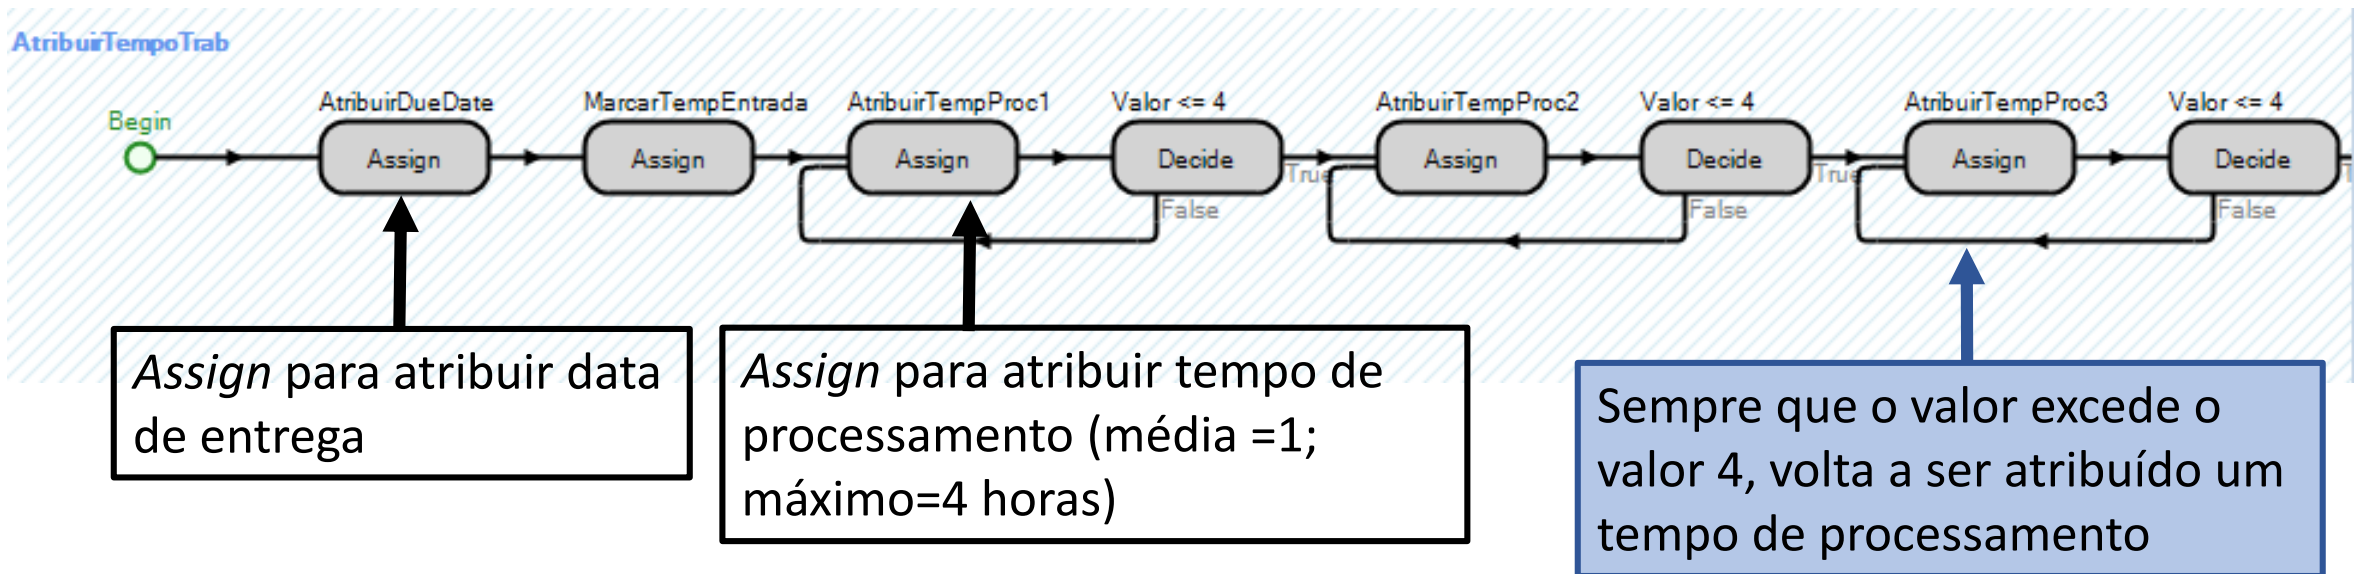 AtribuirTempoTrab
Begin
AtribuirDueDate
MarcarTempEntrada
AtribuirTempProc1
Valor <= 4
AtribuirTempProc2
Valor <= 4
AtribuirTempProc3
Valor <= 4
Assign
Assign
Assign
Decide
Assign
Decide
Assign
Decide
True
True
False
False
False
Assign para atribuir data
de entrega
Assign para atribuir tempo de
processamento (média =1;
máximo=4 horas)
Sempre que o valor excede o
valor 4, volta a ser atribuído um
tempo de processamento